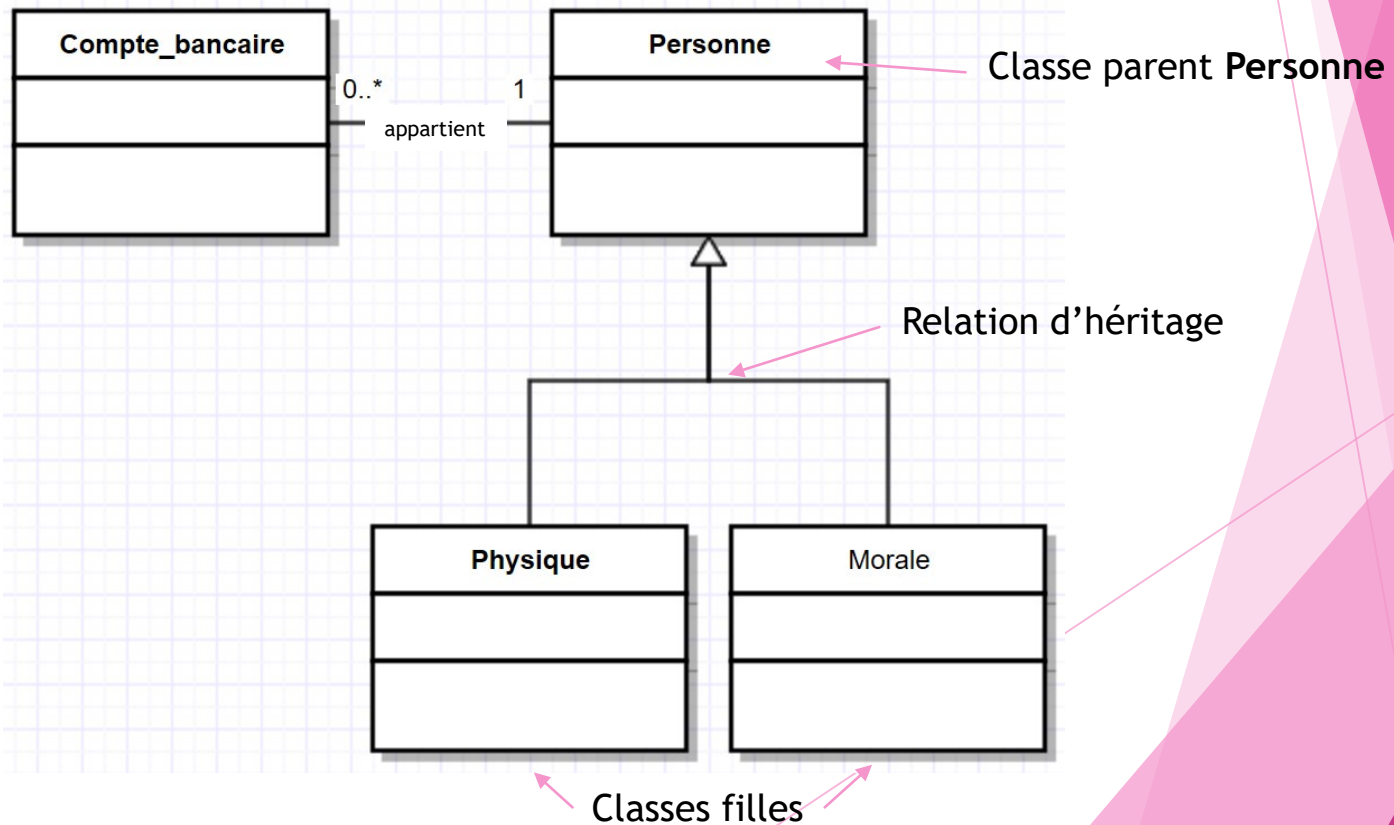 Compte_bancaire
Personne
Classe parent Personne
0..*
1
appartient
Relation d’héritage
Physique
Morale
Classes filles